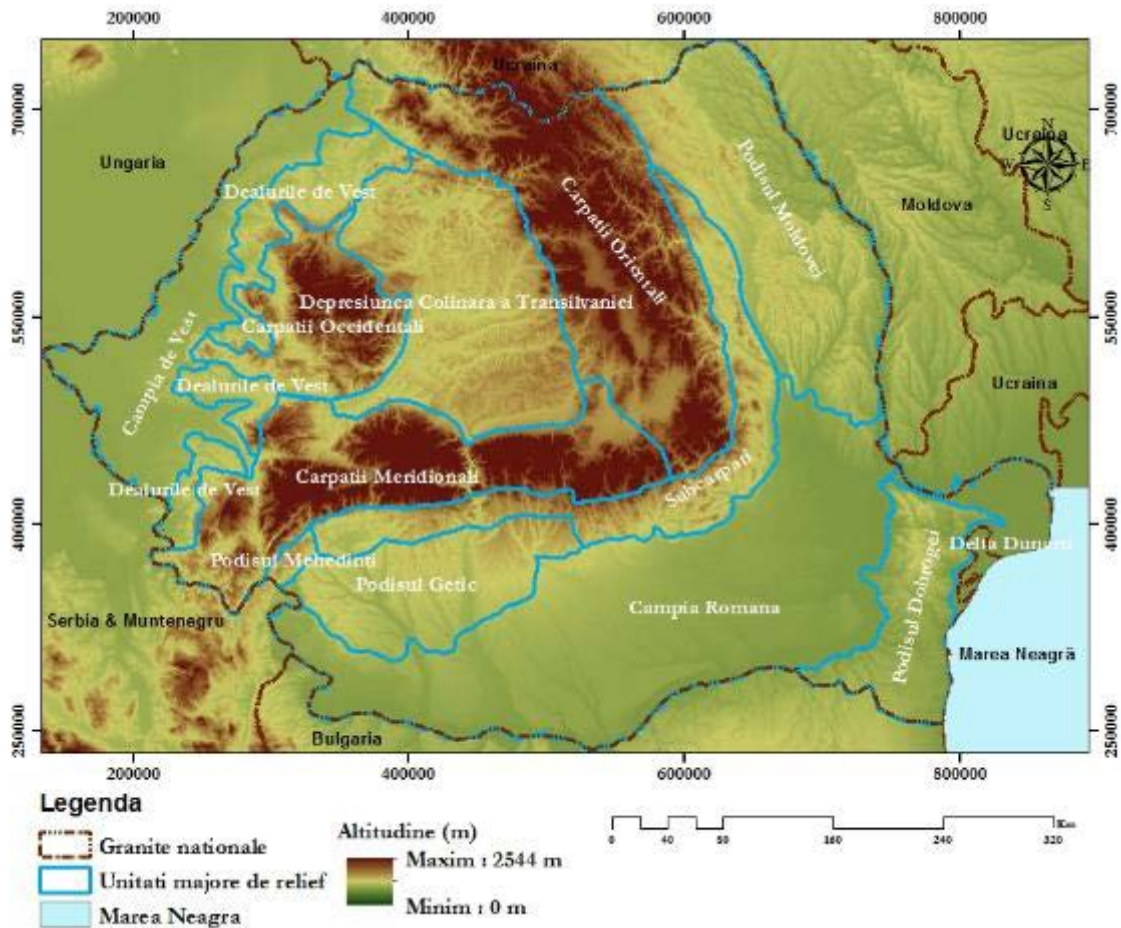 200000 400000 600000 800000
700000 700000
550000 550000
400000 400000
250000 250000
Ucraina
Ungaria
Ucraina
N
W E
S
Dealurile de Vest
Podisul Moldovei
Moldova
Carpatii Orientali
Depresiunea Colinara a Transilvaniei
Carpatii Occidentali
Campia de Vest
Dealurile de Vest
Ucraina
Carpatii Meridionali
Subcarpati
Dealurile de Vest
Delta Dunarii
Podisul Mehedinti
Podisul Getic
Campia Romana
Podisul Dobrogei
Serbia & Muntenegru
Marea Neagră
Bulgaria
200000 400000 600000 800000
Legenda
Granite nationale
Unitati majore de relief
Marea Neagra
Altitudine (m)
Maxim : 2544 m
Minim : 0 m
0 40 80 160 240 320 Km